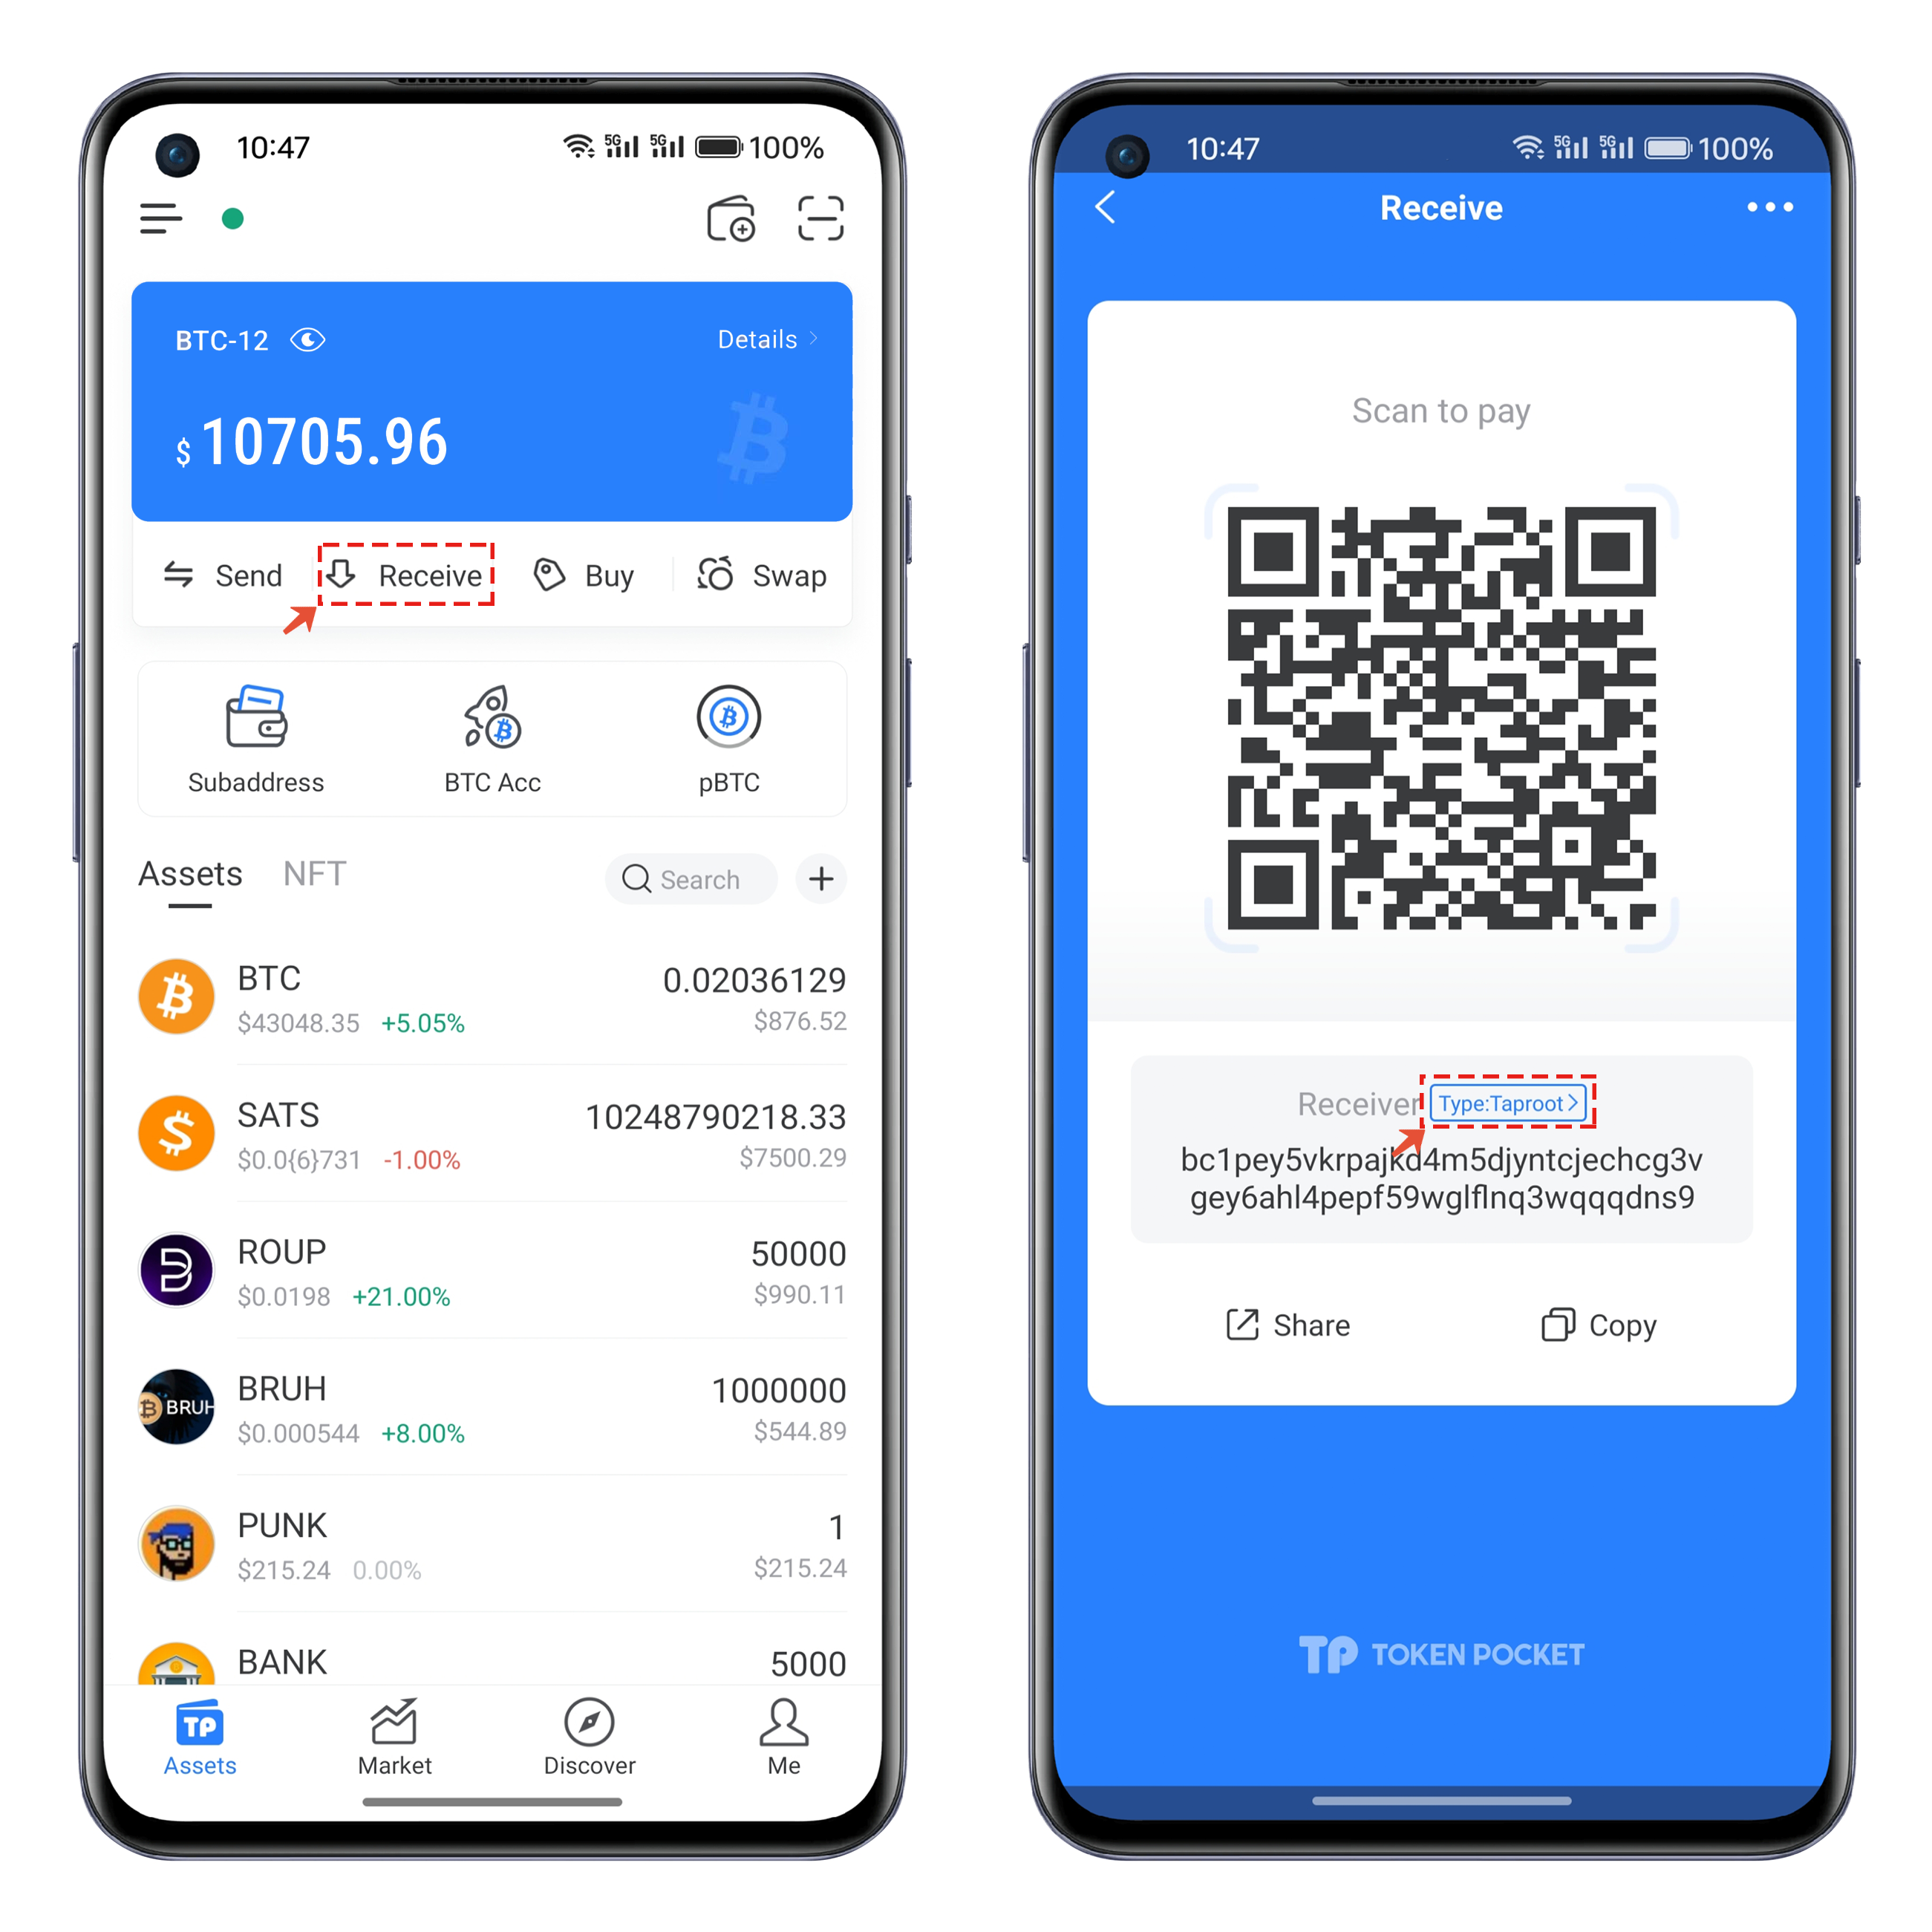 10:47
5G 5G 100%
BTC-12
Details
$ 10705.96
Send
Receive
Buy
Swap
Subaddress
BTC Acc
pBTC
Assets
NFT
Search
BTC
0.02036129
$43048.35 +5.05%
$876.52
SATS
10248790218.33
$0.0{6}731 -1.00%
$7500.29
ROUP
50000
$0.0198 +21.00%
$990.11
BRUH
BRUH
1000000
$0.000544 +8.00%
$544.89
PUNK
1
$215.24 0.00%
$215.24
BANK
5000
TP
Assets
Market
Discover
Me
10:47
5G 5G 100%
Receive
Scan to pay
Receiver Type:Taproot
bc1pey5vkrpajkd4m5djyntcjechcg3v
gey6ahl4pepf59wglflnq3wqqqdns9
Share
Copy
TP TOKEN POCKET